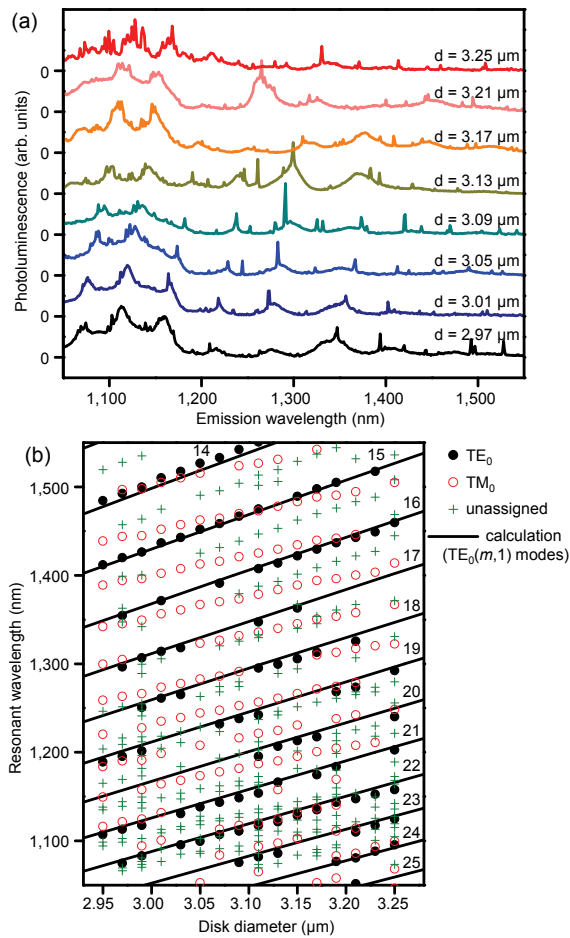 (a)
Photoluminescence (arb. units)
0
d = 3.25 µm
0
d = 3.21 µm
0
d = 3.17 µm
0
d = 3.13 µm
0
d = 3.09 µm
0
d = 3.05 µm
0
d = 3.01 µm
0
d = 2.97 µm
1,100 1,200 1,300 1,400 1,500
Emission wavelength (nm)
(b)
Resonant wavelength (nm)
1,500
1,400
1,300
1,200
1,100
14
15
16
17
18
19
20
21
22
23
24
25
2.95 3.00 3.05 3.10 3.15 3.20 3.25
Disk diameter (µm)
TE0
TM0
unassigned
calculation
(TE0(m,1) modes)